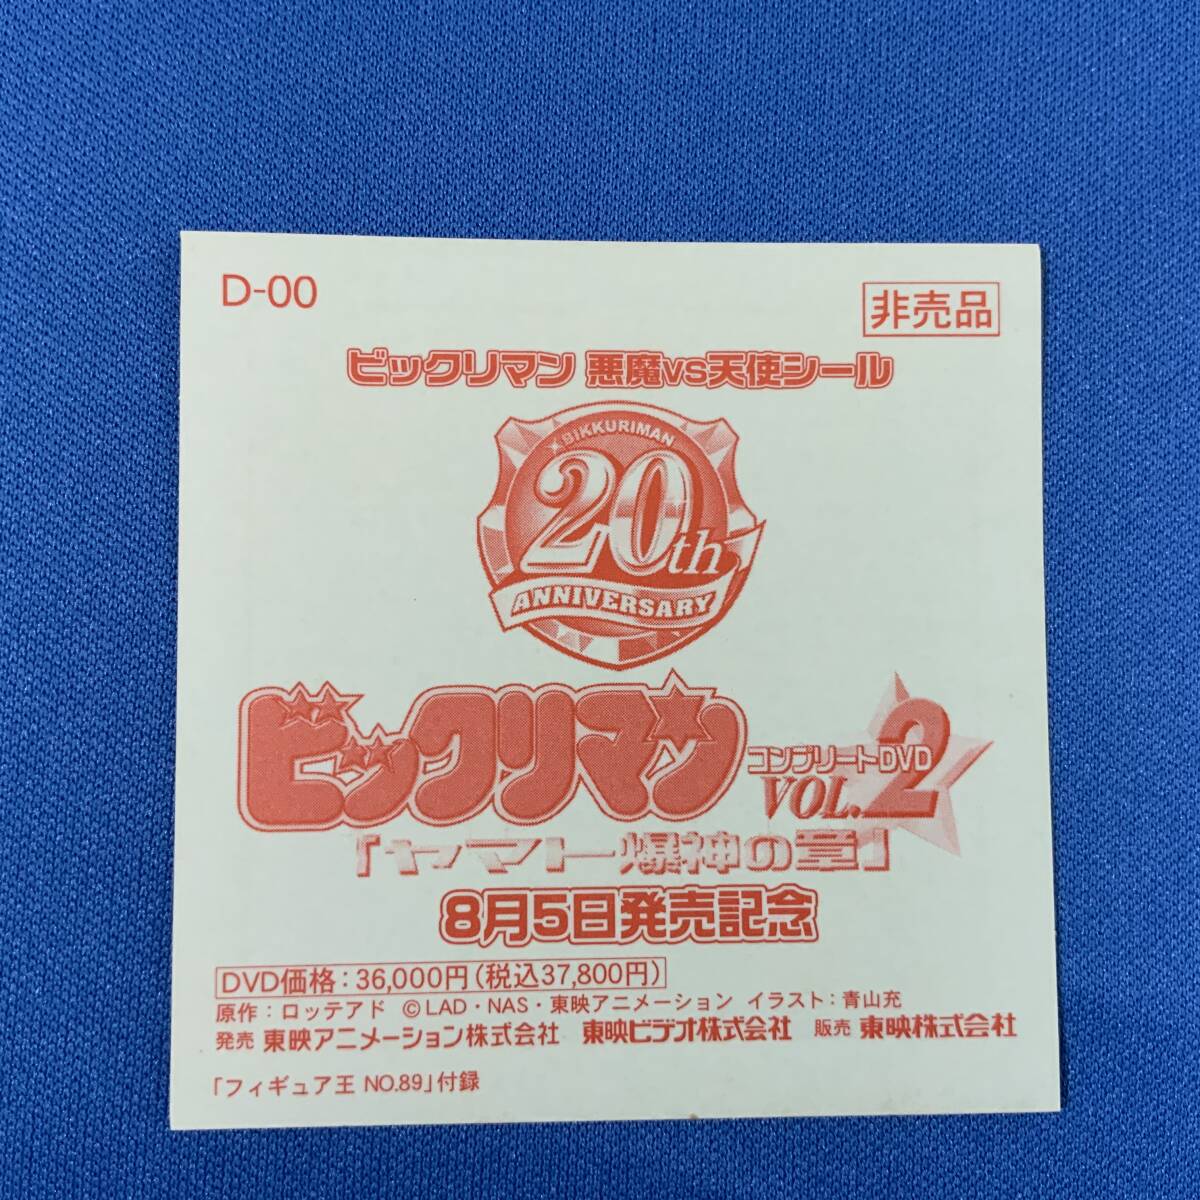 D-00
非売品
ビックリマン 悪魔VS天使シール
BIKKURIMAN
20th
ANNIVERSARY
ビックリマン
コンプリートDVD
VOL.2
「ヤマト爆神の章」
8月5日発売記念
DVD価格：36,000円（税込37,800円）
原作：ロッテアド ©LAD・NAS・東映アニメーション イラスト：青山充
発売 東映アニメーション株式会社 東映ビデオ株式会社 販売 東映株式会社
「フィギュア王 NO.89」付録